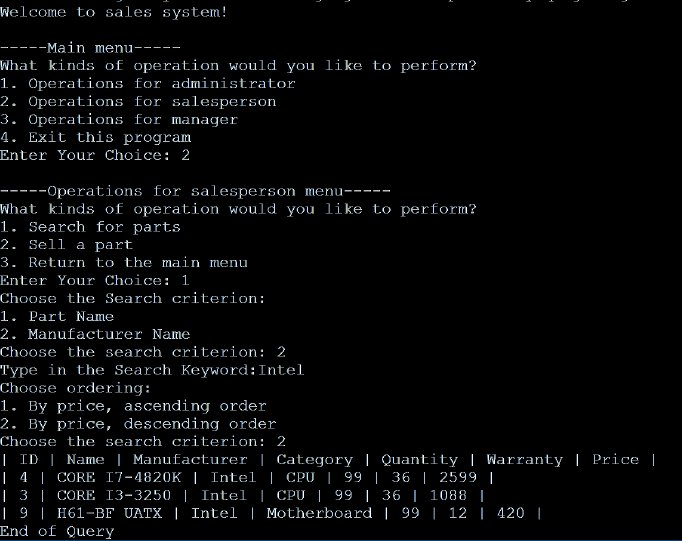 Welcome to sales system!
-----Main menu-----
What kinds of operation would you like to perform?
1. Operations for administrator
2. Operations for salesperson
3. Operations for manager
4. Exit this program
Enter Your Choice: 2
-----Operations for salesperson menu-----
What kinds of operation would you like to perform?
1. Search for parts
2. Sell a part
3. Return to the main menu
Enter Your Choice: 1
Choose the Search criterion:
1. Part Name
2. Manufacturer Name
Choose the search criterion: 2
Type in the Search Keyword:Intel
Choose ordering:
1. By price, ascending order
2. By price, descending order
Choose the search criterion: 2
| ID | Name | Manufacturer | Category | Quantity | Warranty | Price |
| 4 | CORE I7-4820K | Intel | CPU | 99 | 36 | 2599 |
| 3 | CORE I3-3250 | Intel | CPU | 99 | 36 | 1088 |
| 9 | H61-BF UATX | Intel | Motherboard | 99 | 12 | 420 |
End of Query